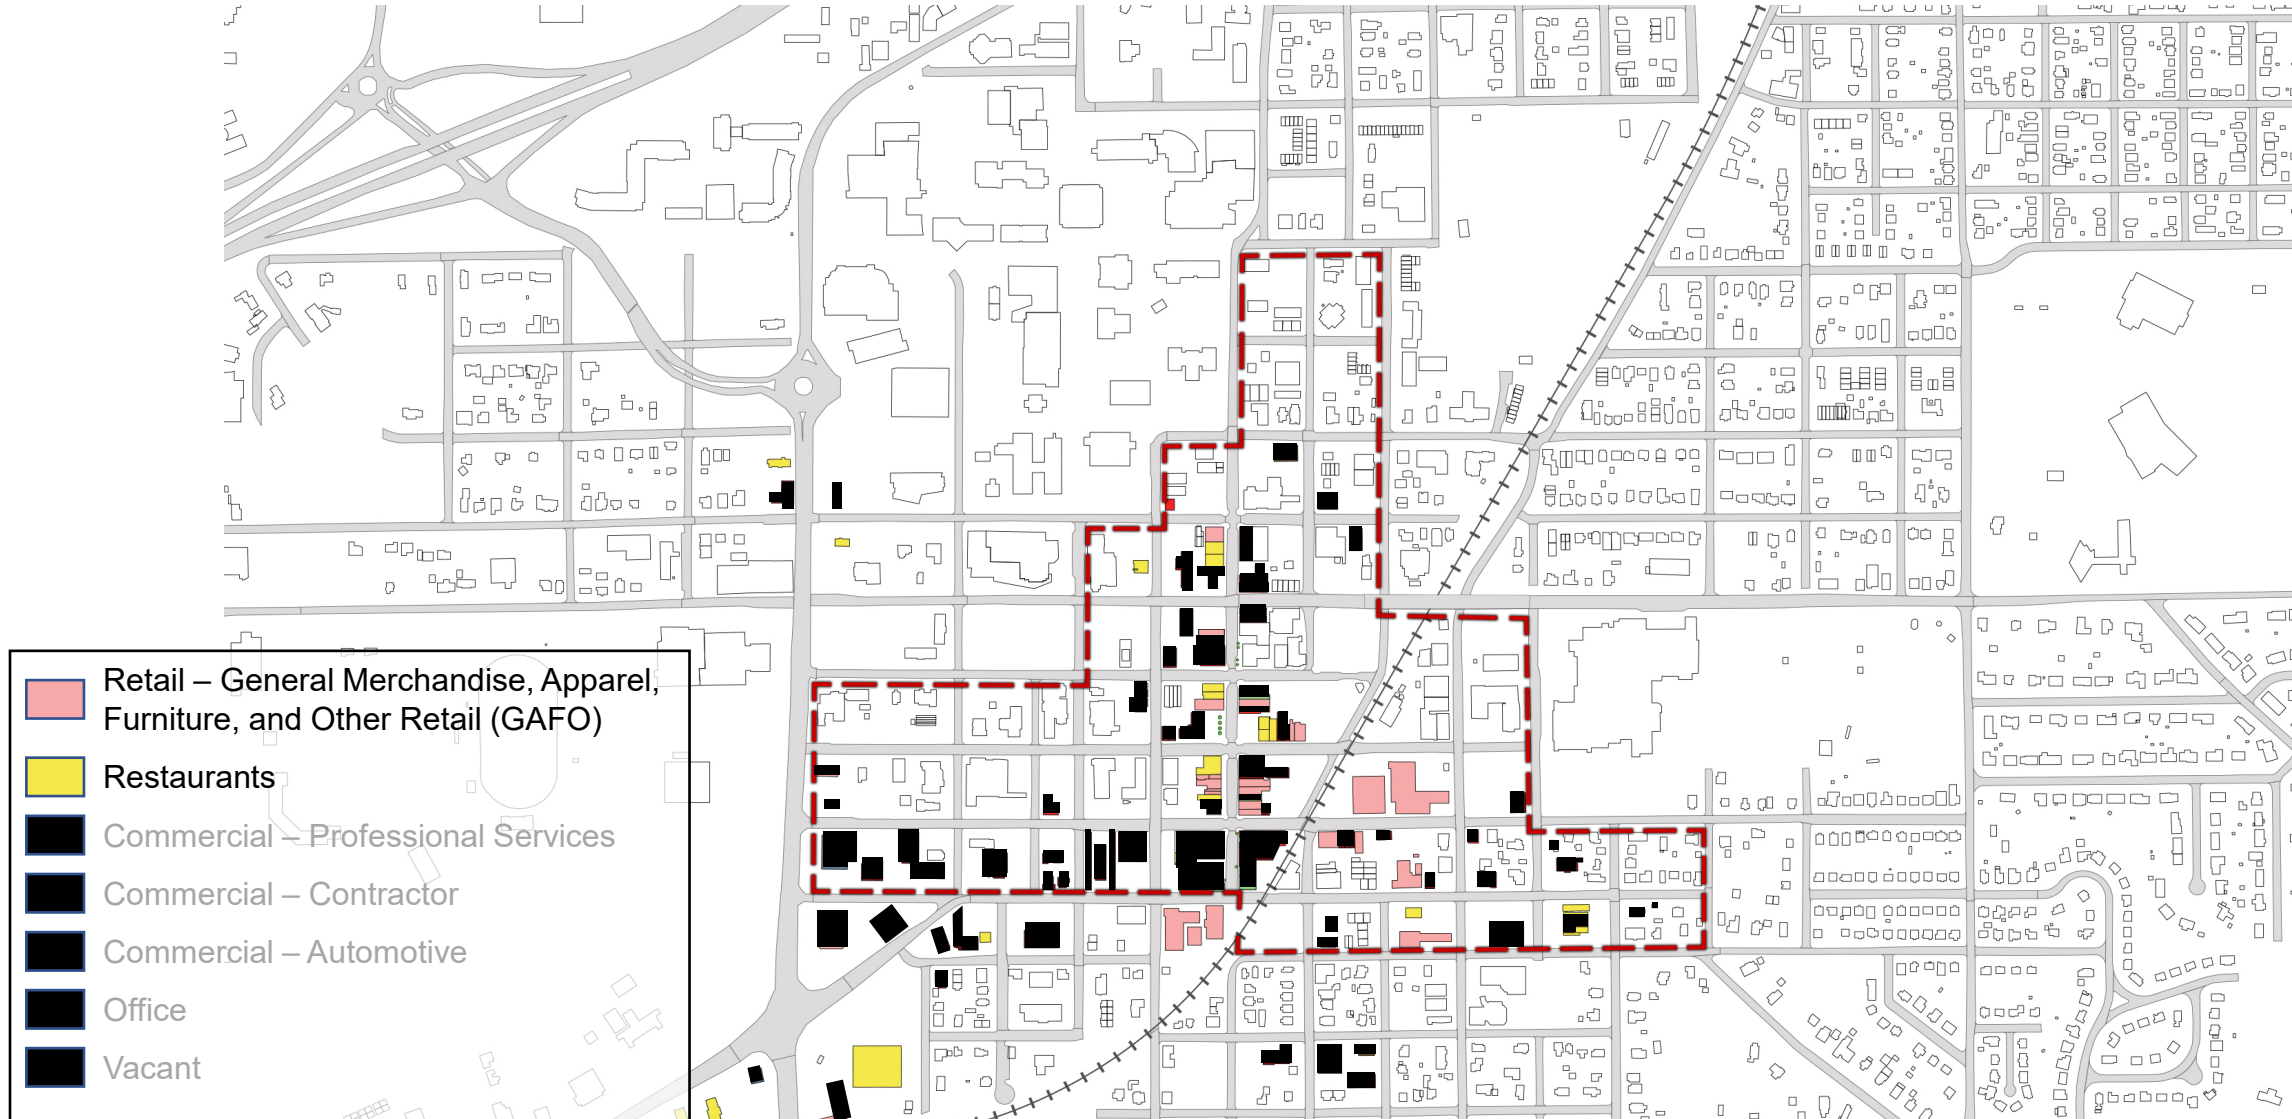 Retail – General Merchandise, Apparel,
Furniture, and Other Retail (GAFO)
Restaurants
Commercial – Professional Services
Commercial – Contractor
Commercial – Automotive
Office
Vacant